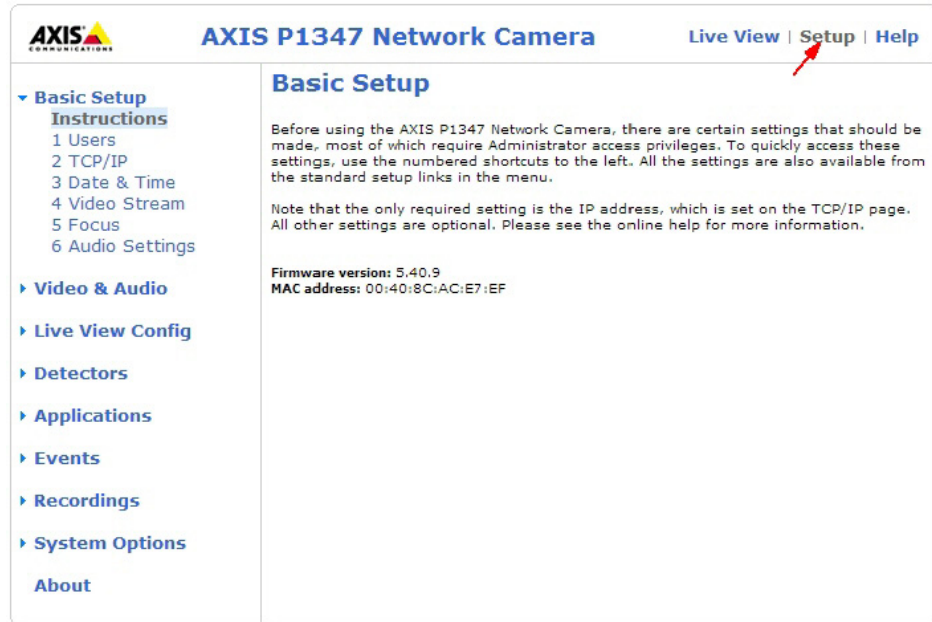 AXIS
COMMUNICATIONS
AXIS P1347 Network Camera
Live View | Setup | Help
Basic Setup
Instructions
1 Users
2 TCP/IP
3 Date & Time
4 Video Stream
5 Focus
6 Audio Settings
Video & Audio
Live View Config
Detectors
Applications
Events
Recordings
System Options
About
Basic Setup
Before using the AXIS P1347 Network Camera, there are certain settings that should be
made, most of which require Administrator access privileges. To quickly access these
settings, use the numbered shortcuts to the left. All the settings are also available from
the standard setup links in the menu.
Note that the only required setting is the IP address, which is set on the TCP/IP page.
All other settings are optional. Please see the online help for more information.
Firmware version: 5.40.9
MAC address: 00:40:8C:AC:E7:EF